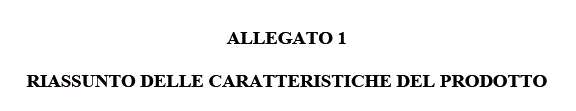 ALLEGATO 1
RIASSUNTO DELLE CARATTERISTICHE DEL PRODOTTO